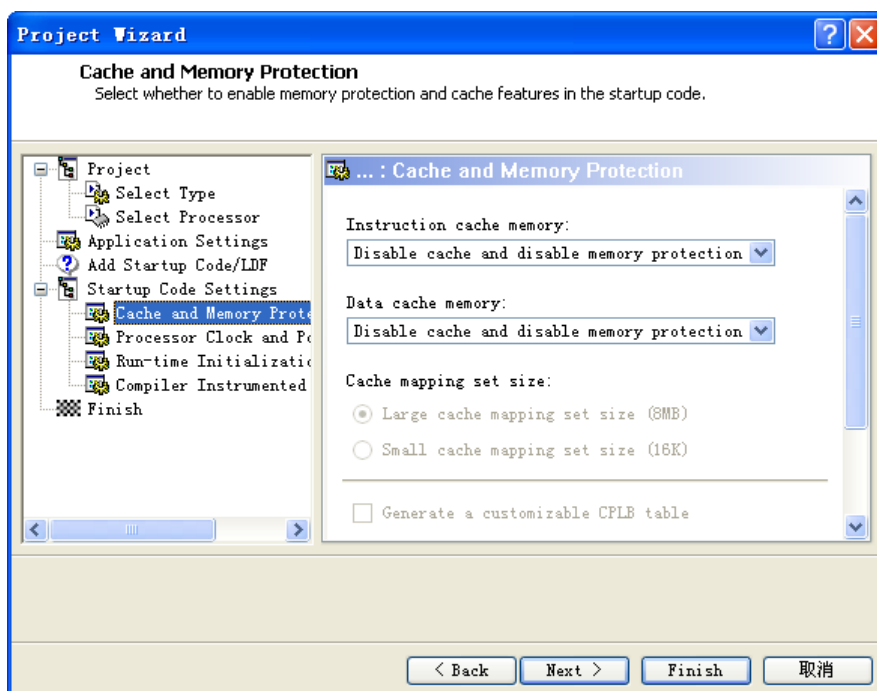 Project Wizard
Cache and Memory Protection
Select whether to enable memory protection and cache features in the startup code.
Project
Select Type
Select Processor
Application Settings
Add Startup Code/LDF
Startup Code Settings
Cache and Memory Prote
Processor Clock and Po
Run-time Initializatio
Compiler Instrumented
Finish
... : Cache and Memory Protection
Instruction cache memory:
Disable cache and disable memory protection
Data cache memory:
Disable cache and disable memory protection
Cache mapping set size:
Large cache mapping set size (8MB)
Small cache mapping set size (16K)
Generate a customizable CPLB table
< Back
Next >
Finish
取消